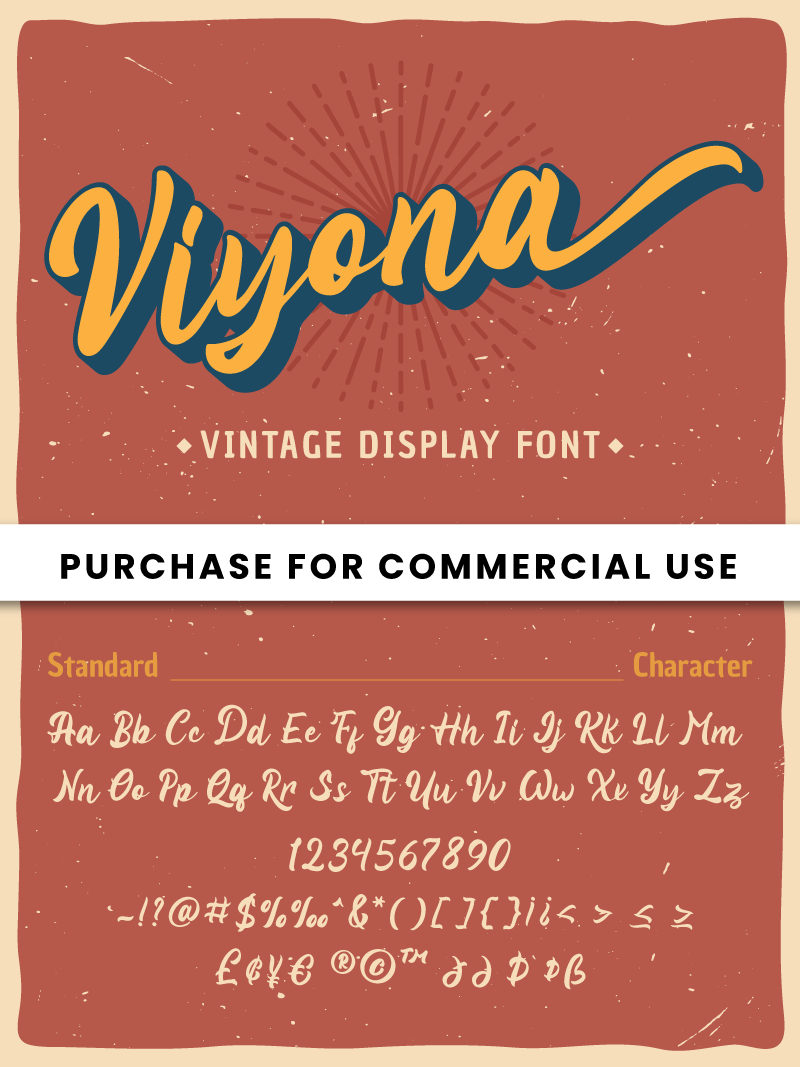 Viyona
VINTAGE DISPLAY FONT
PURCHASE FOR COMMERCIAL USE
Standard Character
Aa Bb Cc Dd Ee Ff Gg Hh Ii Jj Kk Ll Mm
Nn Oo Pp Qq Rr Ss Tt Uu Vv Ww Xx Yy Zz
1234567890
`~!?@#$%‰^&*()[]{}¡¿< > ≤ ≥
£¢¥€ ®©™ ∂∂ Þ þß